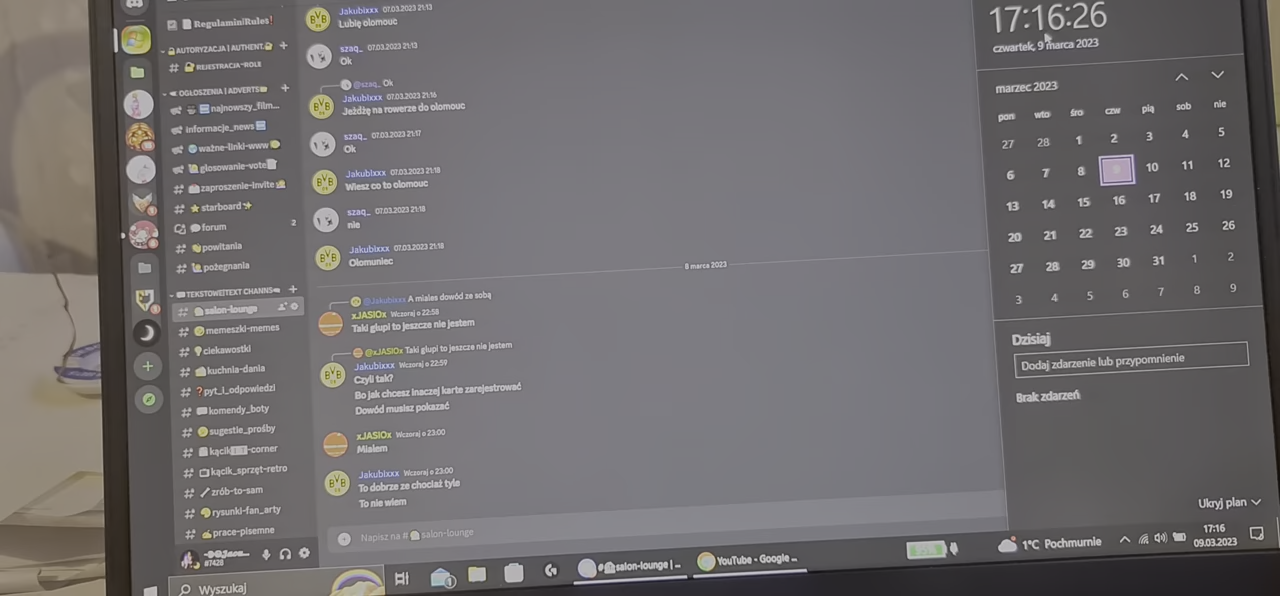 Regulamin|Rules!
AUTORYZACJA | AUTHENT.
# REJESTRACJA-ROLE
OGŁOSZENIA | ADVERTS
najnowszy_film...
informacje_news
ważne-linki-www
głosowanie-vote
# zaproszenie-invite
# starboard
forum 2
# powitania
# pożegnania
TEKSTOWE|TEXT CHANNS
# salon-lounge
# memeszki-memes
# ciekawostki
# kuchnia-dania
# pyt_i_odpowiedzi
# komendy_boty
# sugestie_prośby
# kącik -corner
# kącik_sprzęt-retro
# zrób-to-sam
# rysunki-fan_arty
# prace-pisemne
#7428
Jakubixxx 07.03.2023 21:13
Lubię olomouc
szaq_ 07.03.2023 21:13
Ok
@szaq_ Ok
Jakubixxx 07.03.2023 21:16
Jeżdżę na rowerze do olomouc
szaq_ 07.03.2023 21:17
Ok
Jakubixxx 07.03.2023 21:18
Wiesz co to olomouc
szaq_ 07.03.2023 21:18
nie
Jakubixxx 07.03.2023 21:18
Olomuniec
8 marca 2023
@Jakubixxx A miales dowód ze sobą
xJASIOx Wczoraj o 22:58
Taki głupi to jeszcze nie jestem
@xJASIOx Taki głupi to jeszcze nie jestem
Jakubixxx Wczoraj o 22:59
Czyli tak?
Bo jak chcesz inaczej karte zarejestrować
Dowód musisz pokazać
xJASIOx Wczoraj o 23:00
Mialem
Jakubixxx Wczoraj o 23:00
To dobrze ze chociaż tyle
To nie wiem
Napisz na # salon-lounge
17:16:26
czwartek, 9 marca 2023
marzec 2023
pon wto śro czw pią sob nie
27 28 1 2 3 4 5
6 7 8 9 10 11 12
13 14 15 16 17 18 19
20 21 22 23 24 25 26
27 28 29 30 31 1 2
3 4 5 6 7 8 9
Dzisiaj
Dodaj zdarzenie lub przypomnienie
Brak zdarzeń
Ukryj plan
Wyszukaj
#salon-lounge | ...
YouTube - Google ...
1°C Pochmurnie
17:16
09.03.2023